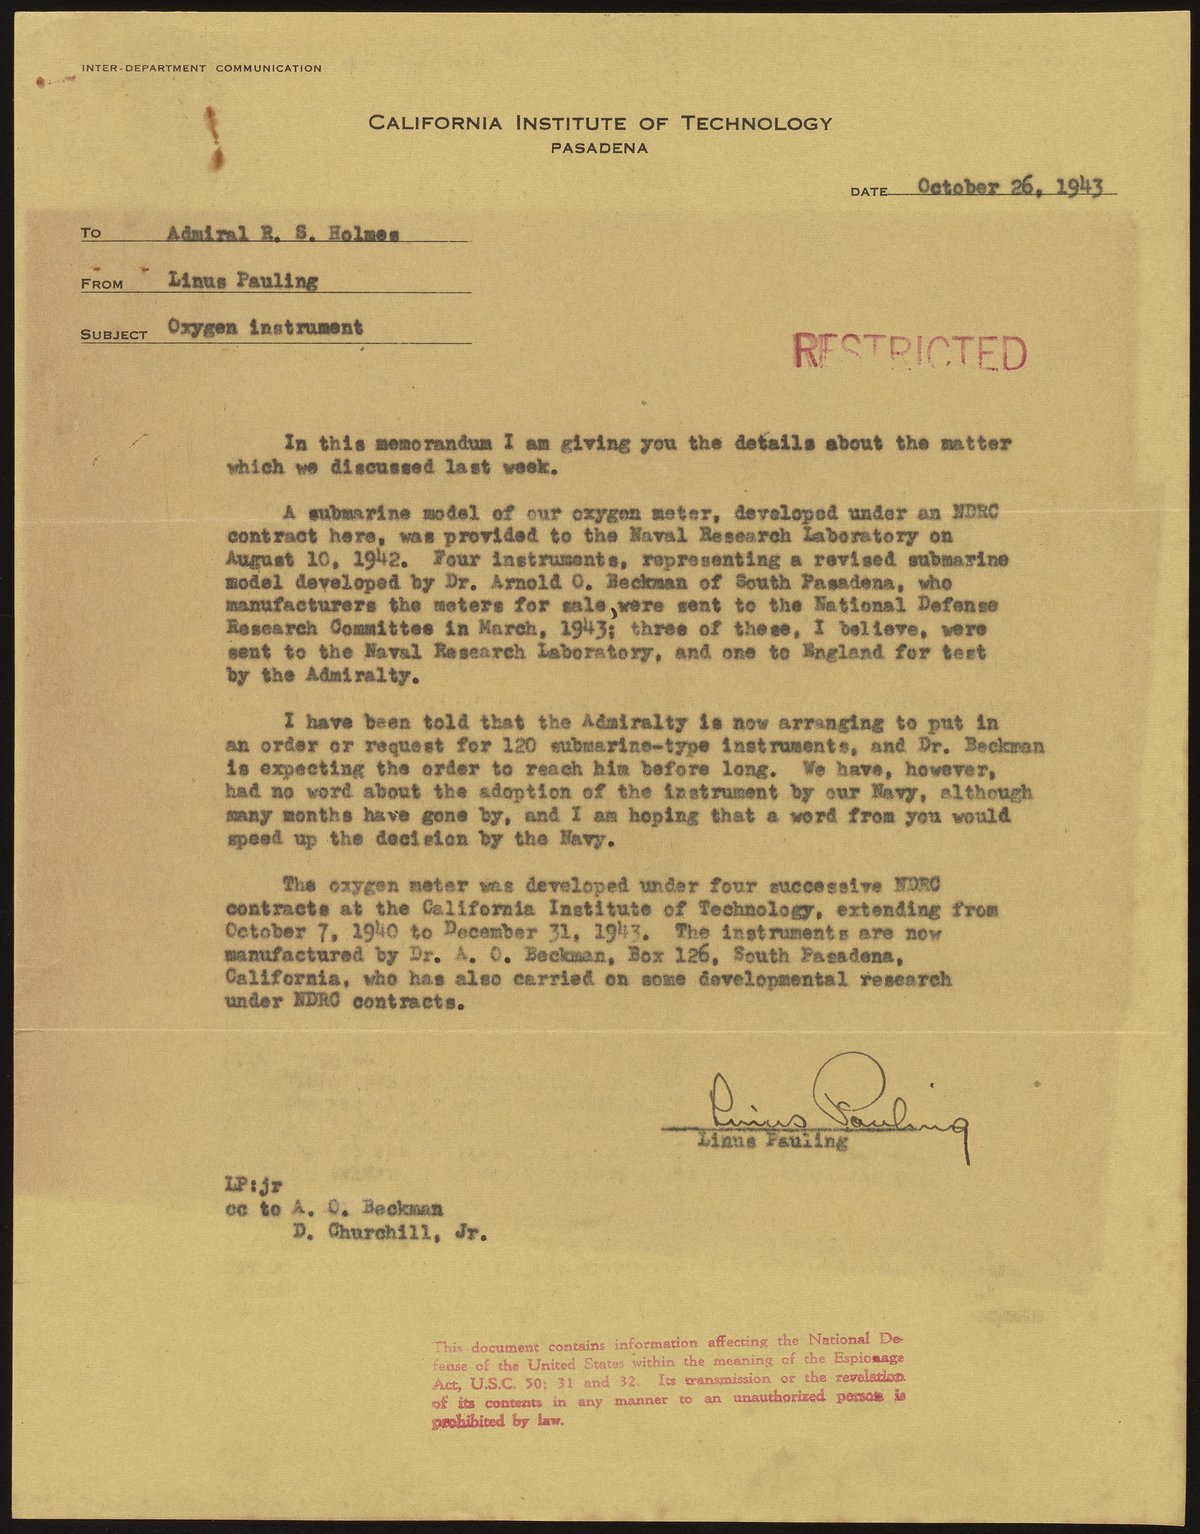 INTER-DEPARTMENT COMMUNICATION
CALIFORNIA INSTITUTE OF TECHNOLOGY
PASADENA
DATE October 26, 1943
TO Admiral R. S. Holmes
FROM Linus Pauling
SUBJECT Oxygen instrument
RESTRICTED
In this memorandum I am giving you the details about the matter
which we discussed last week.
A submarine model of our oxygen meter, developed under an NDRC
contract here, was provided to the Naval Research Laboratory on
August 10, 1942. Four instruments, representing a revised submarine
model developed by Dr. Arnold O. Beckman of South Pasadena, who
manufacturers the meters for sale, were sent to the National Defense
Research Committee in March, 1943; three of these, I believe, were
sent to the Naval Research Laboratory, and one to England for test
by the Admiralty.
I have been told that the Admiralty is now arranging to put in
an order or request for 120 submarine-type instruments, and Dr. Beckman
is expecting the order to reach him before long. We have, however,
had no word about the adoption of the instrument by our Navy, although
many months have gone by, and I am hoping that a word from you would
speed up the decision by the Navy.
The oxygen meter was developed under four successive NDRC
contracts at the California Institute of Technology, extending from
October 7, 1940 to December 31, 1943. The instruments are now
manufactured by Dr. A. O. Beckman, Box 126, South Pasadena,
California, who has also carried on some developmental research
under NDRC contracts.
Linus Pauling
Linus Pauling
LP:jr
cc to A. O. Beckman
D. Churchill, Jr.
This document contains information affecting the National De-
fense of the United States within the meaning of the Espionage
Act, U.S.C. 50; 31 and 32. Its transmission or the revelation
of its contents in any manner to an unauthorized person is
prohibited by law.